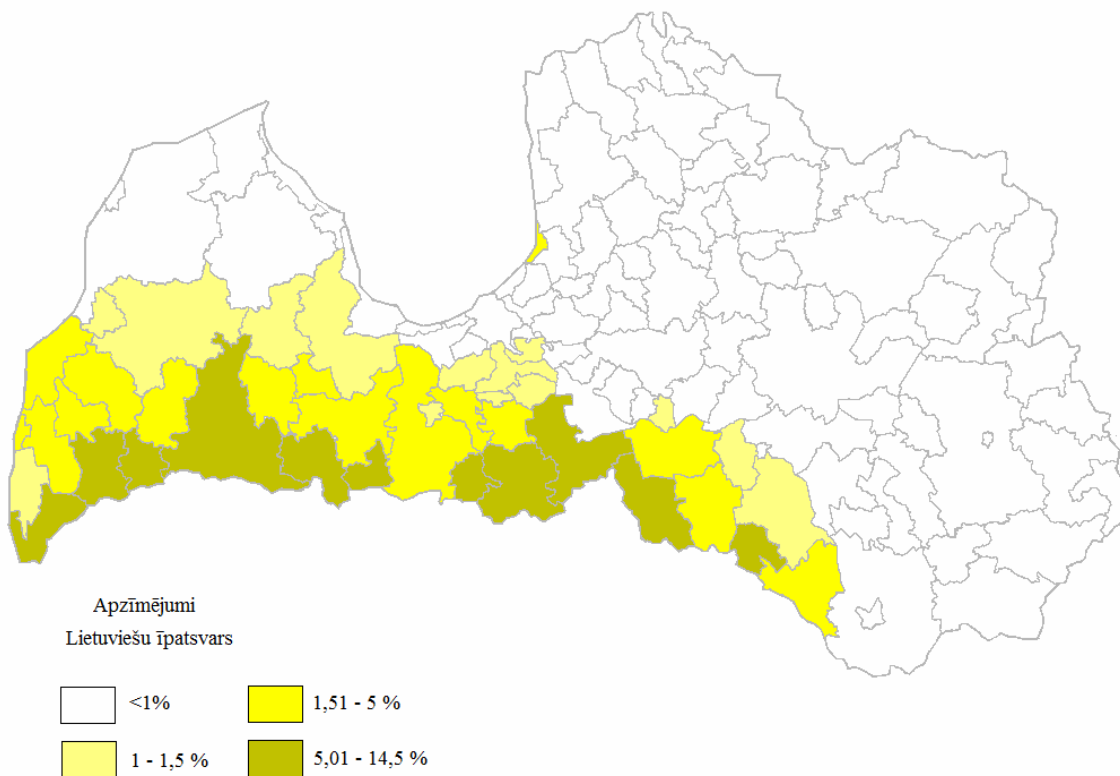 Apzīmējumi
Lietuviešu īpatsvars
<1%
1,51 - 5 %
1 - 1,5 %
5,01 - 14,5 %